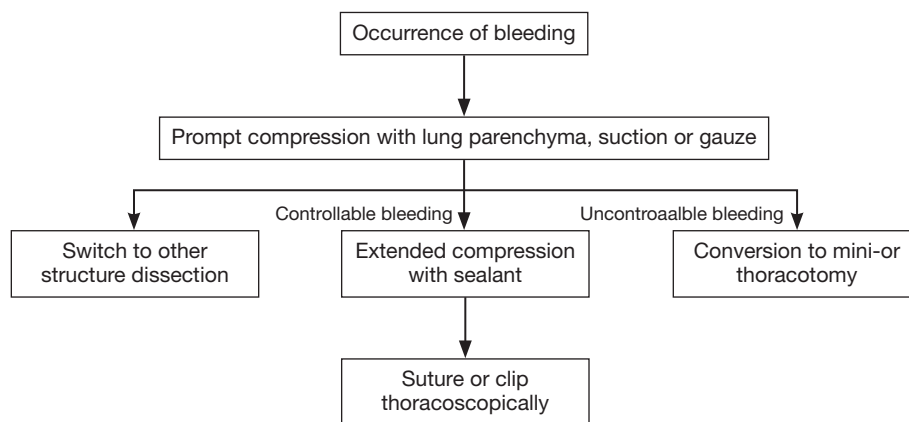 Occurrence of bleeding
Prompt compression with lung parenchyma, suction or gauze
Controllable bleeding
Uncontroaalble bleeding
Switch to other
structure dissection
Extended compression
with sealant
Conversion to mini-or
thoracotomy
Suture or clip
thoracoscopically